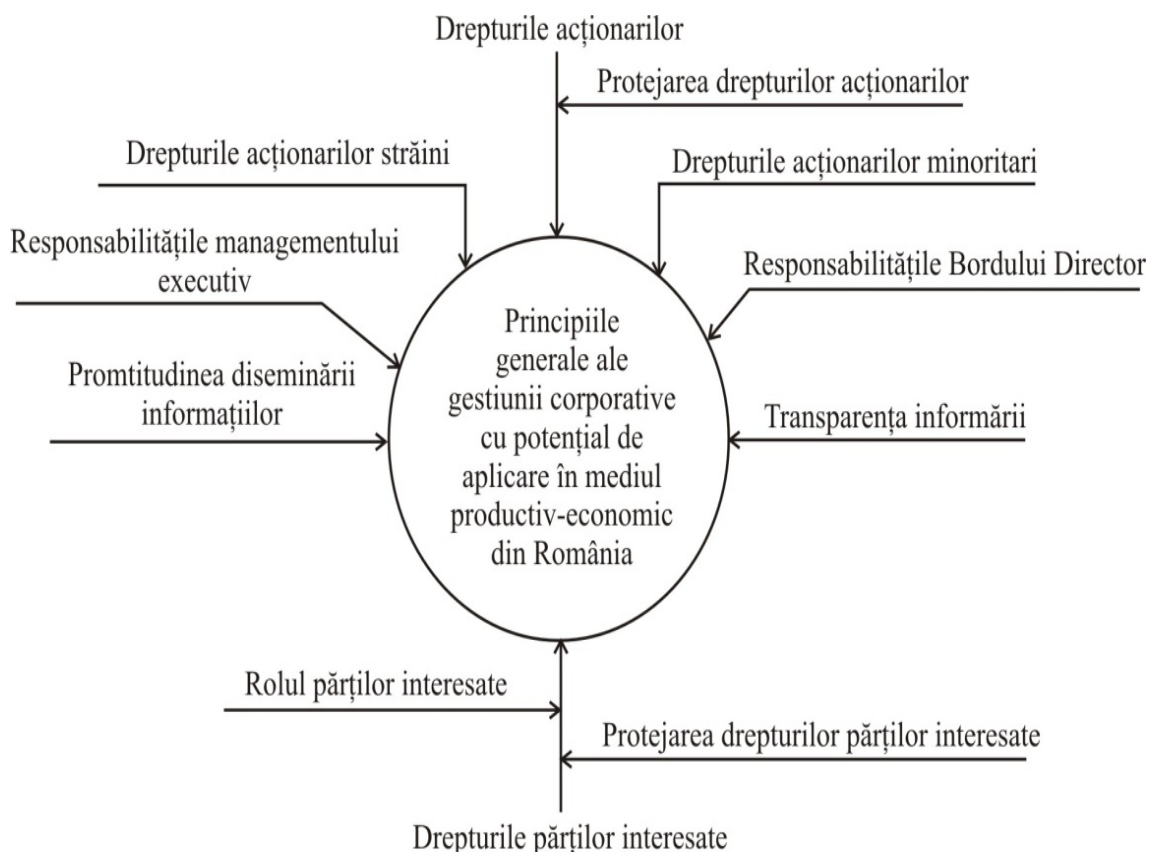 Drepturile acționarilor
Protejarea drepturilor acționarilor
Drepturile acționarilor străini
Drepturile acționarilor minoritari
Responsabilitățile managementului
executiv
Responsabilitățile Bordului Director
Principiile
generale ale
gestiunii corporative
cu potențial de
aplicare în mediul
productiv-economic
din România
Promtitudinea diseminării
informațiilor
Transparența informării
Rolul părților interesate
Protejarea drepturilor părților interesate
Drepturile părților interesate